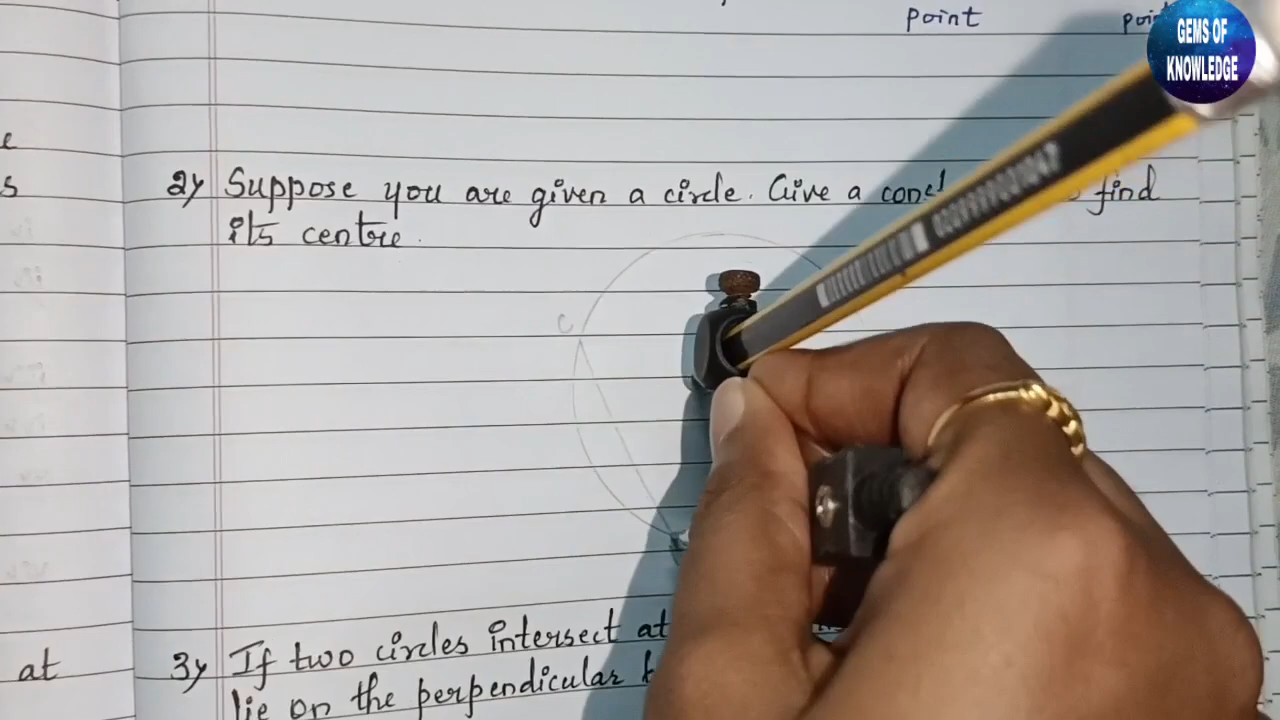 point
GEMS OF
KNOWLEDGE
e
s
2) Suppose you are given a circle. Give a const find
its centre.
C
at
3) If two circles intersect at
lie on the perpendicular